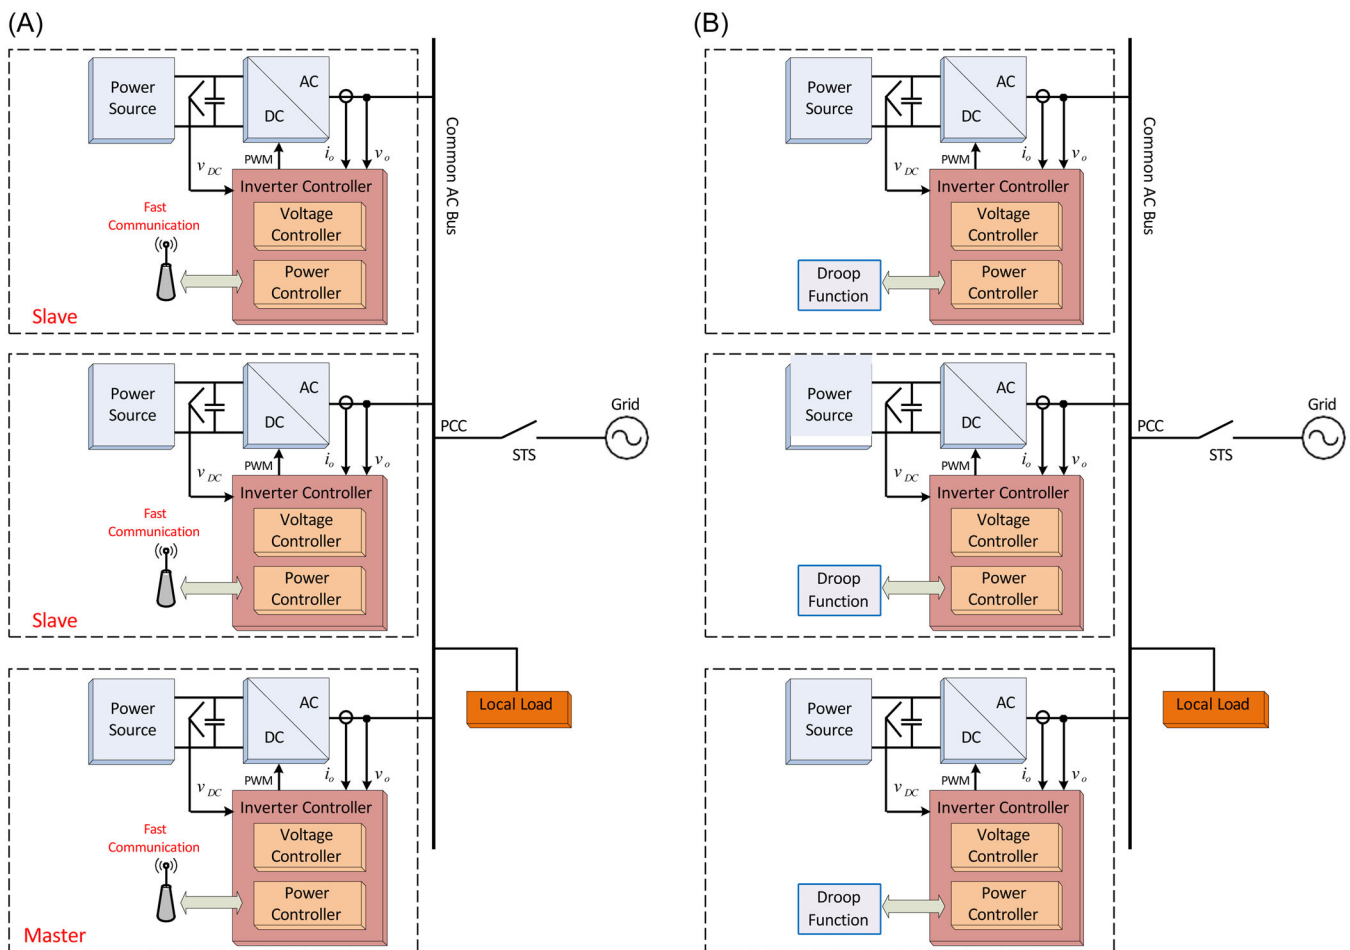 (A)
Power
Source
AC
DC
v DC
PWM
i o
v o
Inverter Controller
Voltage
Controller
Power
Controller
Fast
Communication
Slave
Common AC Bus
Power
Source
AC
DC
v DC
PWM
i o
v o
Inverter Controller
Voltage
Controller
Power
Controller
Fast
Communication
Slave
PCC
STS
Grid
Power
Source
AC
DC
v DC
PWM
i o
v o
Inverter Controller
Voltage
Controller
Power
Controller
Fast
Communication
Master
Local Load
(B)
Power
Source
AC
DC
v DC
PWM
i o
v o
Inverter Controller
Voltage
Controller
Power
Controller
Droop
Function
Common AC Bus
Power
Source
AC
DC
v DC
PWM
i o
v o
Inverter Controller
Voltage
Controller
Power
Controller
Droop
Function
PCC
STS
Grid
Power
Source
AC
DC
v DC
PWM
i o
v o
Inverter Controller
Voltage
Controller
Power
Controller
Droop
Function
Local Load